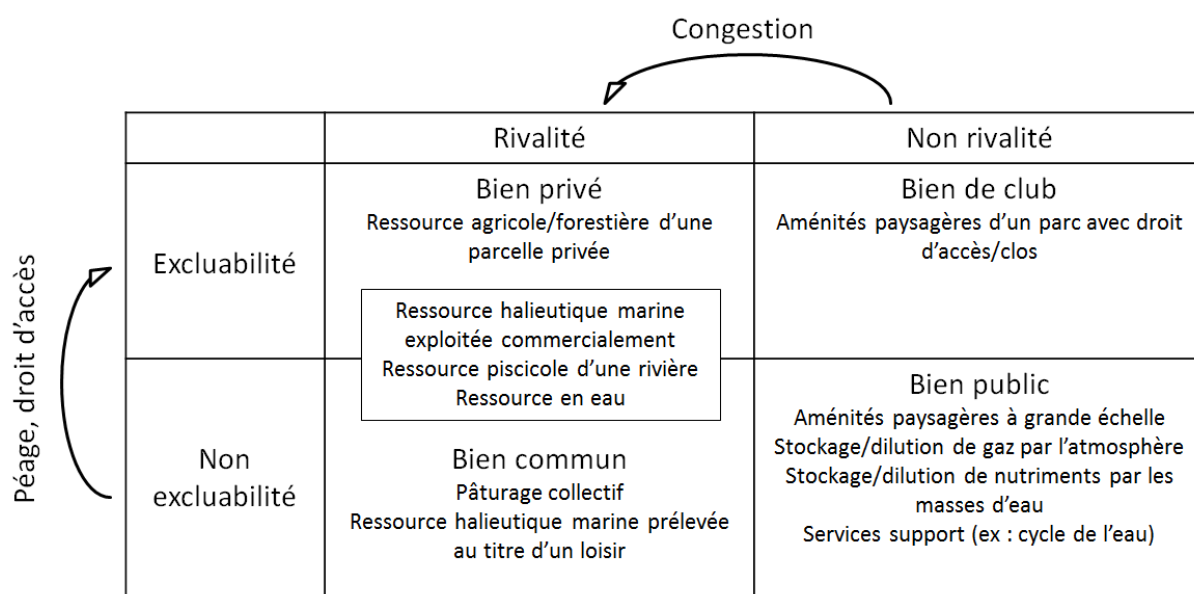 Congestion
Rivalité
Non rivalité
Péage, droit d’accès
Excluabilité
Bien privé
Ressource agricole/forestière d’une
parcelle privée
Bien de club
Aménités paysagères d’un parc avec droit
d’accès/clos
Ressource halieutique marine
exploitée commercialement
Ressource piscicole d’une rivière
Ressource en eau
Non
excluabilité
Bien commun
Pâturage collectif
Ressource halieutique marine prélevée
au titre d’un loisir
Bien public
Aménités paysagères à grande échelle
Stockage/dilution de gaz par l’atmosphère
Stockage/dilution de nutriments par les
masses d’eau
Services support (ex : cycle de l’eau)